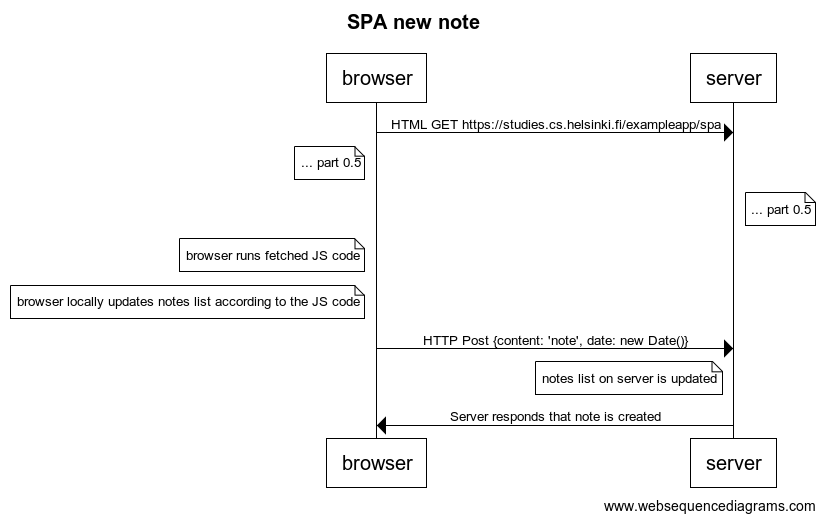 SPA new note
browser
server
HTML GET https://studies.cs.helsinki.fi/exampleapp/spa
... part 0.5
... part 0.5
browser runs fetched JS code
browser locally updates notes list according to the JS code
HTTP Post {content: 'note', date: new Date()}
notes list on server is updated
Server responds that note is created
browser
server
www.websequencediagrams.com